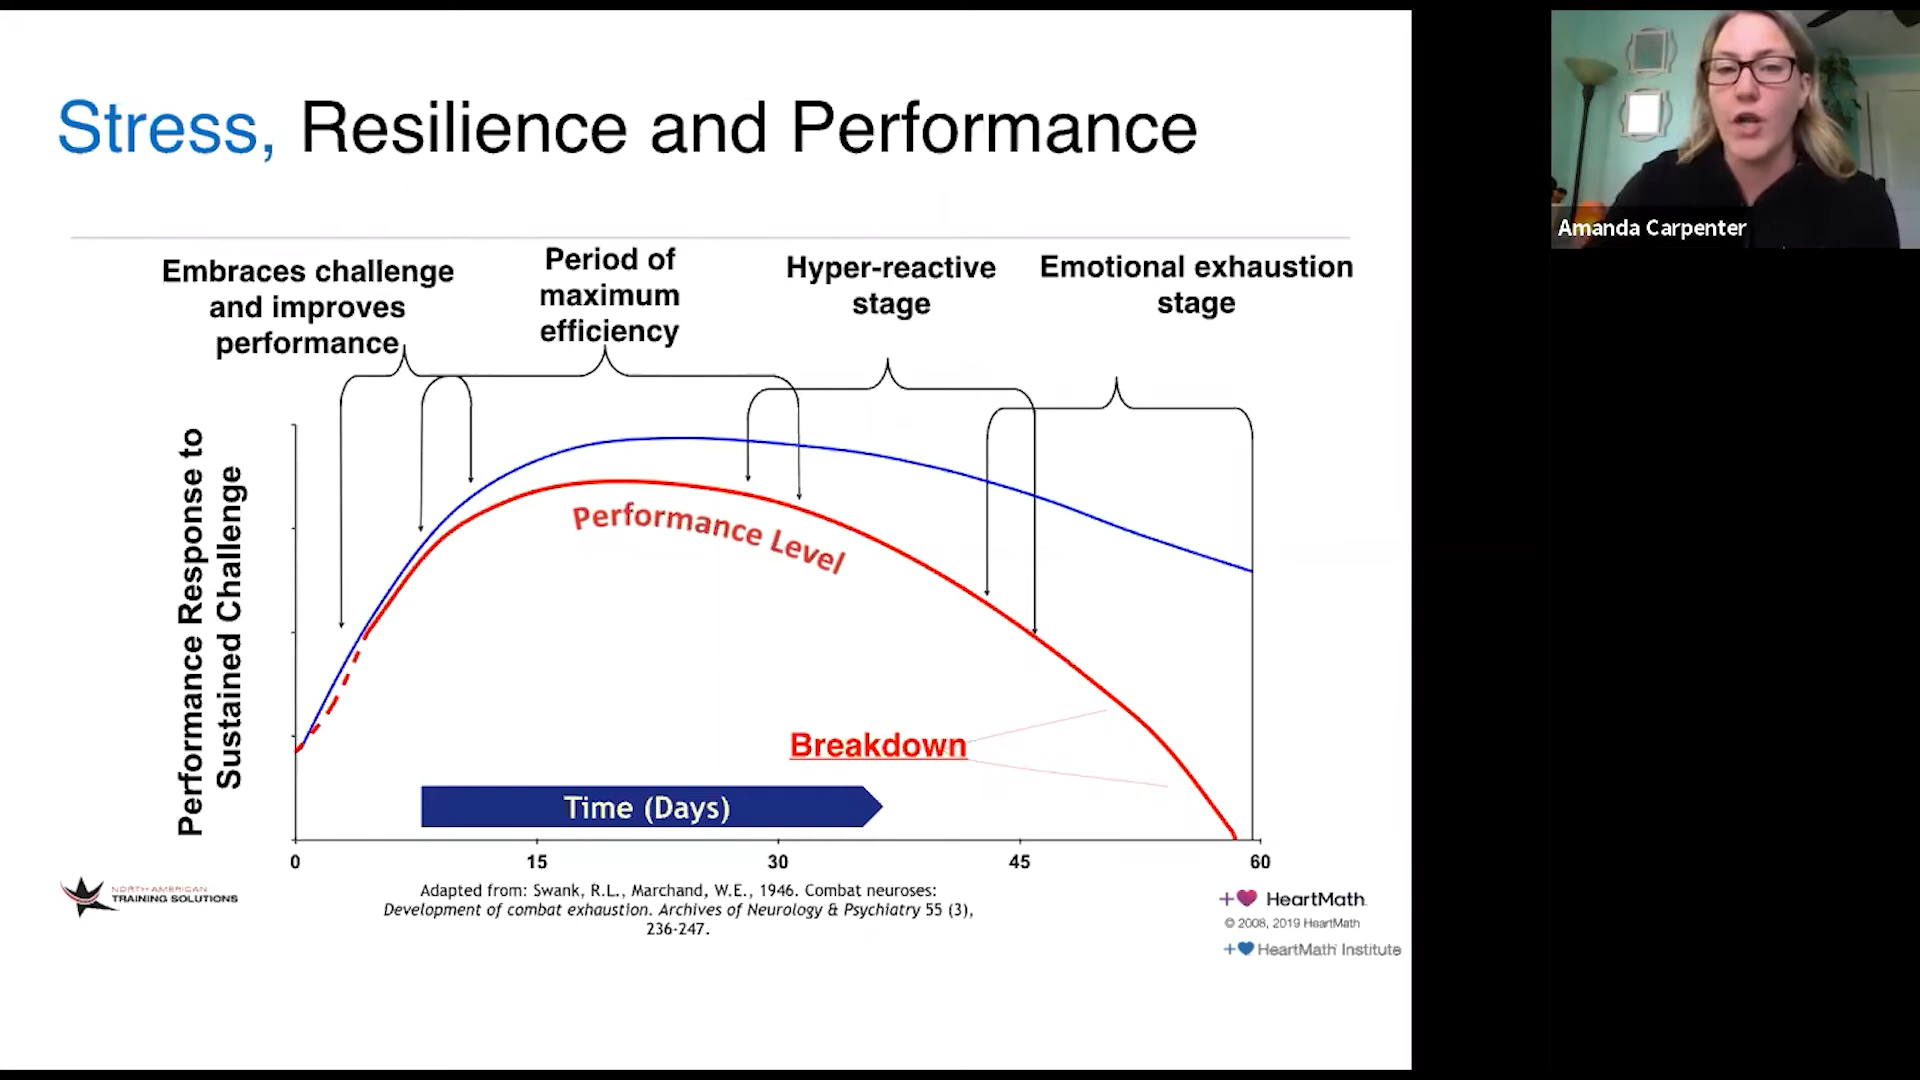 Stress, Resilience and Performance
Embraces challenge
and improves
performance
Period of
maximum
efficiency
Hyper-reactive
stage
Emotional exhaustion
stage
Performance Response to
Sustained Challenge
Performance Level
Breakdown
Time (Days)
0 15 30 45 60
NORTH AMERICAN
TRAINING SOLUTIONS
Adapted from: Swank, R.L., Marchand, W.E., 1946. Combat neuroses:
Development of combat exhaustion. Archives of Neurology & Psychiatry 55 (3),
236-247.
HeartMath
© 2008, 2019 HeartMath
HeartMath Institute
Amanda Carpenter